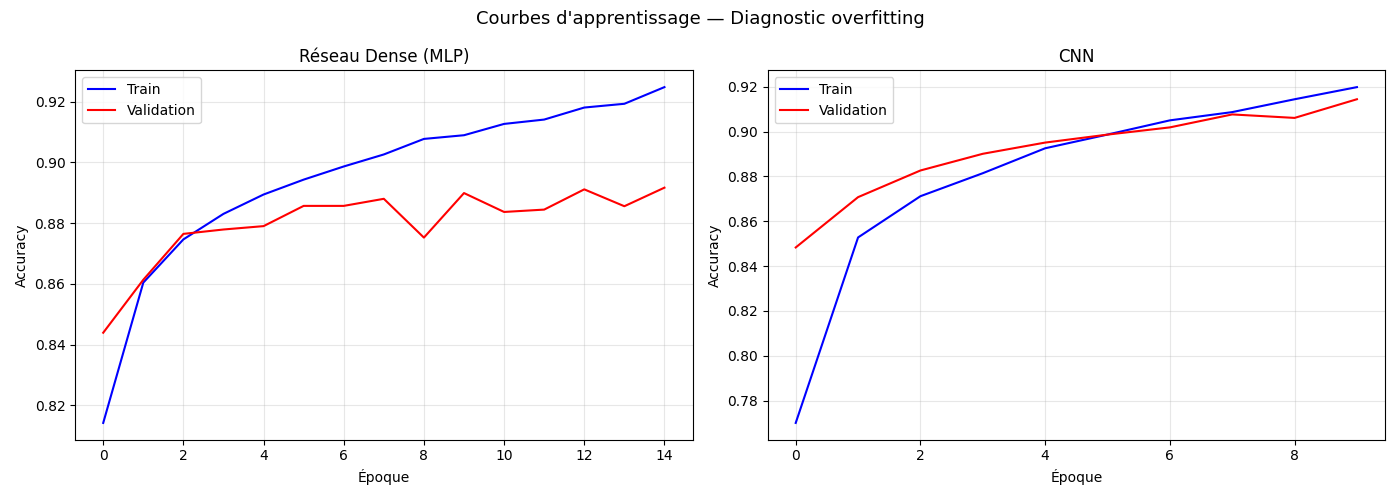 Courbes d'apprentissage — Diagnostic overfitting
Réseau Dense (MLP)
Train
Validation
0.92
0.90
0.88
0.86
0.84
0.82
Accuracy
0 2 4 6 8 10 12 14
Époque
CNN
Train
Validation
0.92
0.90
0.88
0.86
0.84
0.82
0.80
0.78
Accuracy
0 2 4 6 8
Époque